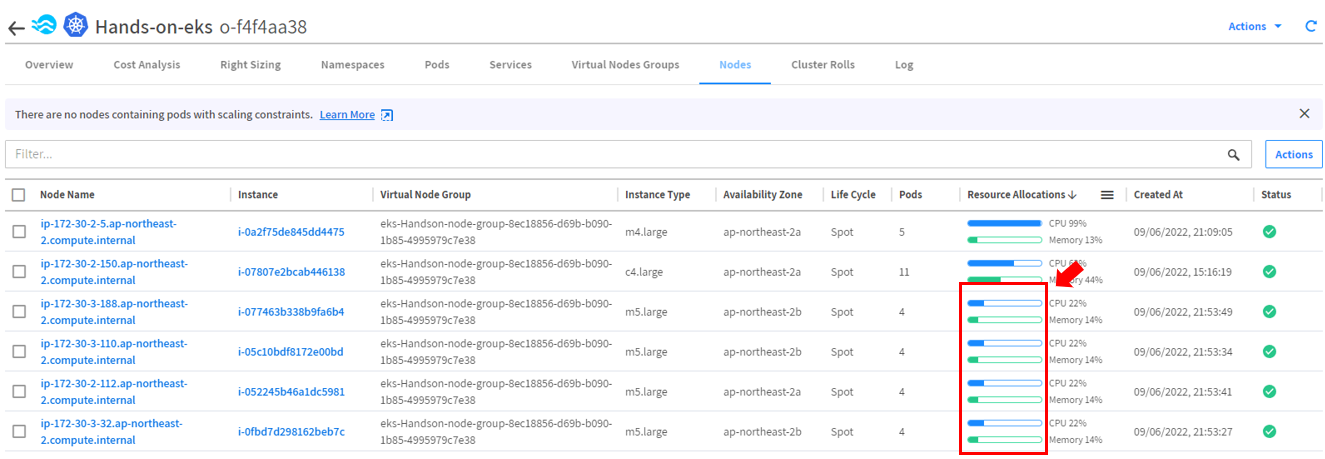 Hands-on-eks o-f4f4aa38
Actions
Overview Cost Analysis Right Sizing Namespaces Pods Services Virtual Nodes Groups Nodes Cluster Rolls Log
There are no nodes containing pods with scaling constraints. Learn More
Filter...
Actions
Node Name Instance Virtual Node Group Instance Type Availability Zone Life Cycle Pods Resource Allocations Created At Status
ip-172-30-2-5.ap-northeast-
2.compute.internal
i-0a2f75de845dd4475
eks-Handson-node-group-8ec18856-d69b-b090-
1b85-4995979c7e38
m4.large ap-northeast-2a Spot 5
CPU 99%
Memory 13%
09/06/2022, 21:09:05
ip-172-30-2-150.ap-northeast-
2.compute.internal
i-07807e2bcab446138
eks-Handson-node-group-8ec18856-d69b-b090-
1b85-4995979c7e38
c4.large ap-northeast-2a Spot 11
CPU
44%
09/06/2022, 15:16:19
ip-172-30-3-188.ap-northeast-
2.compute.internal
i-077463b338b9fa6b4
eks-Handson-node-group-8ec18856-d69b-b090-
1b85-4995979c7e38
m5.large ap-northeast-2b Spot 4
CPU 22%
Memory 14%
09/06/2022, 21:53:49
ip-172-30-3-110.ap-northeast-
2.compute.internal
i-05c10bdf8172e00bd
eks-Handson-node-group-8ec18856-d69b-b090-
1b85-4995979c7e38
m5.large ap-northeast-2b Spot 4
CPU 22%
Memory 14%
09/06/2022, 21:53:34
ip-172-30-2-112.ap-northeast-
2.compute.internal
i-052245b46a1dc5981
eks-Handson-node-group-8ec18856-d69b-b090-
1b85-4995979c7e38
m5.large ap-northeast-2a Spot 4
CPU 22%
Memory 14%
09/06/2022, 21:53:41
ip-172-30-3-32.ap-northeast-
2.compute.internal
i-0fbd7d298162beb7c
eks-Handson-node-group-8ec18856-d69b-b090-
1b85-4995979c7e38
m5.large ap-northeast-2b Spot 4
CPU 22%
Memory 14%
09/06/2022, 21:53:27